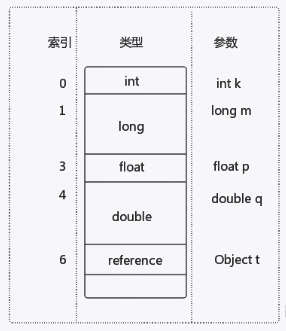 索引 类型 参数
0 int int k
1 long long m
3 float float p
4 double double q
6 reference Object t